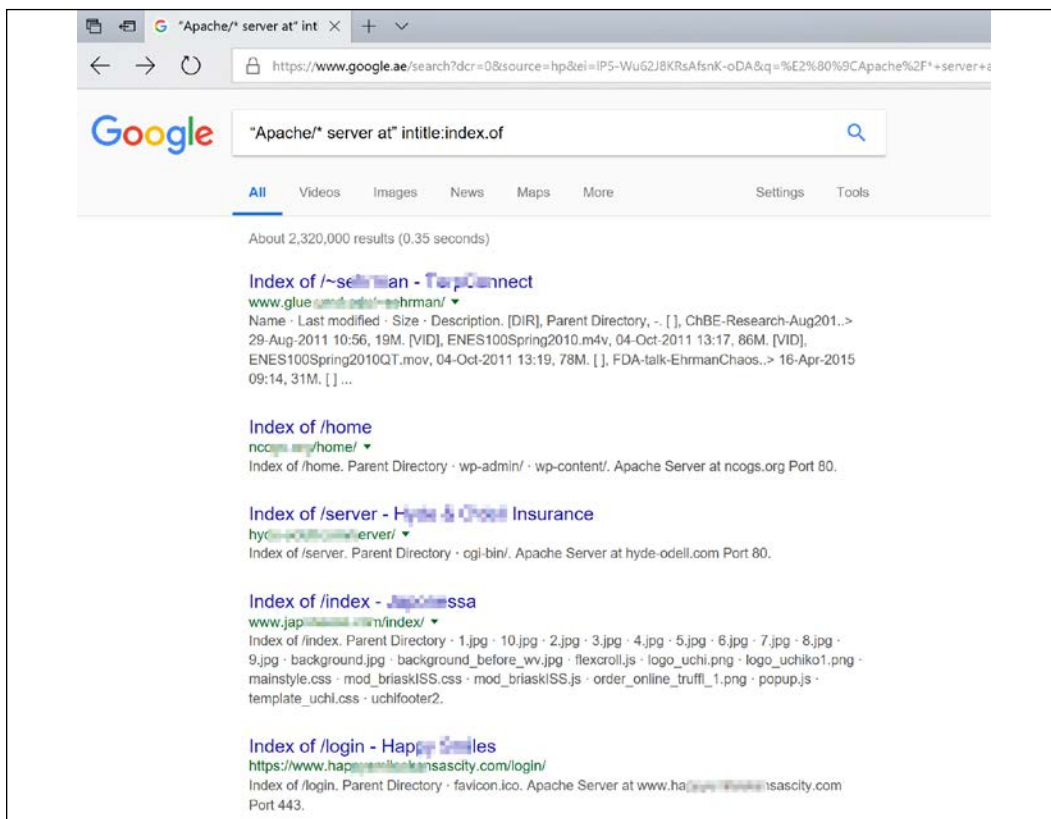 "Apache/* server at" int
https://www.google.ae/search?dcr=0&source=hp&ei=iP5-Wu62J8KRsAfsnK-oDA&q=%E2%80%9CApache%2F*+server+a
Google
"Apache/* server at" intitle:index.of
All Videos Images News Maps More Settings Tools
About 2,320,000 results (0.35 seconds)
Index of /~se an - T nnect
www.glue hrman/
Name · Last modified · Size · Description. [DIR], Parent Directory, -. [ ], ChBE-Research-Aug201..>
29-Aug-2011 10:56, 19M. [VID], ENES100Spring2010.m4v, 04-Oct-2011 13:17, 86M. [VID],
ENES100Spring2010QT.mov, 04-Oct-2011 13:19, 78M. [ ], FDA-talk-EhrmanChaos..> 16-Apr-2015
09:14, 31M. [ ] ...
Index of /home
nco /home/
Index of /home. Parent Directory · wp-admin/ · wp-content/. Apache Server at ncogs.org Port 80.
Index of /server - H Insurance
hyd erver/
Index of /server. Parent Directory · cgi-bin/. Apache Server at hyde-odell.com Port 80.
Index of /index - essa
www.jap m/index/
Index of /index. Parent Directory · 1.jpg · 10.jpg · 2.jpg · 3.jpg · 4.jpg · 5.jpg · 6.jpg · 7.jpg · 8.jpg ·
9.jpg · background.jpg · background_before_wv.jpg · flexcroll.js · logo_uchi.png · logo_uchiko1.png ·
mainstyle.css · mod_briaskISS.css · mod_briaskISS.js · order_online_truffl_1.png · popup.js ·
template_uchi.css · uchifooter2.
Index of /login - Happ les
https://www.hap nsascity.com/login/
Index of /login. Parent Directory · favicon.ico. Apache Server at www.ha nsascity.com
Port 443.